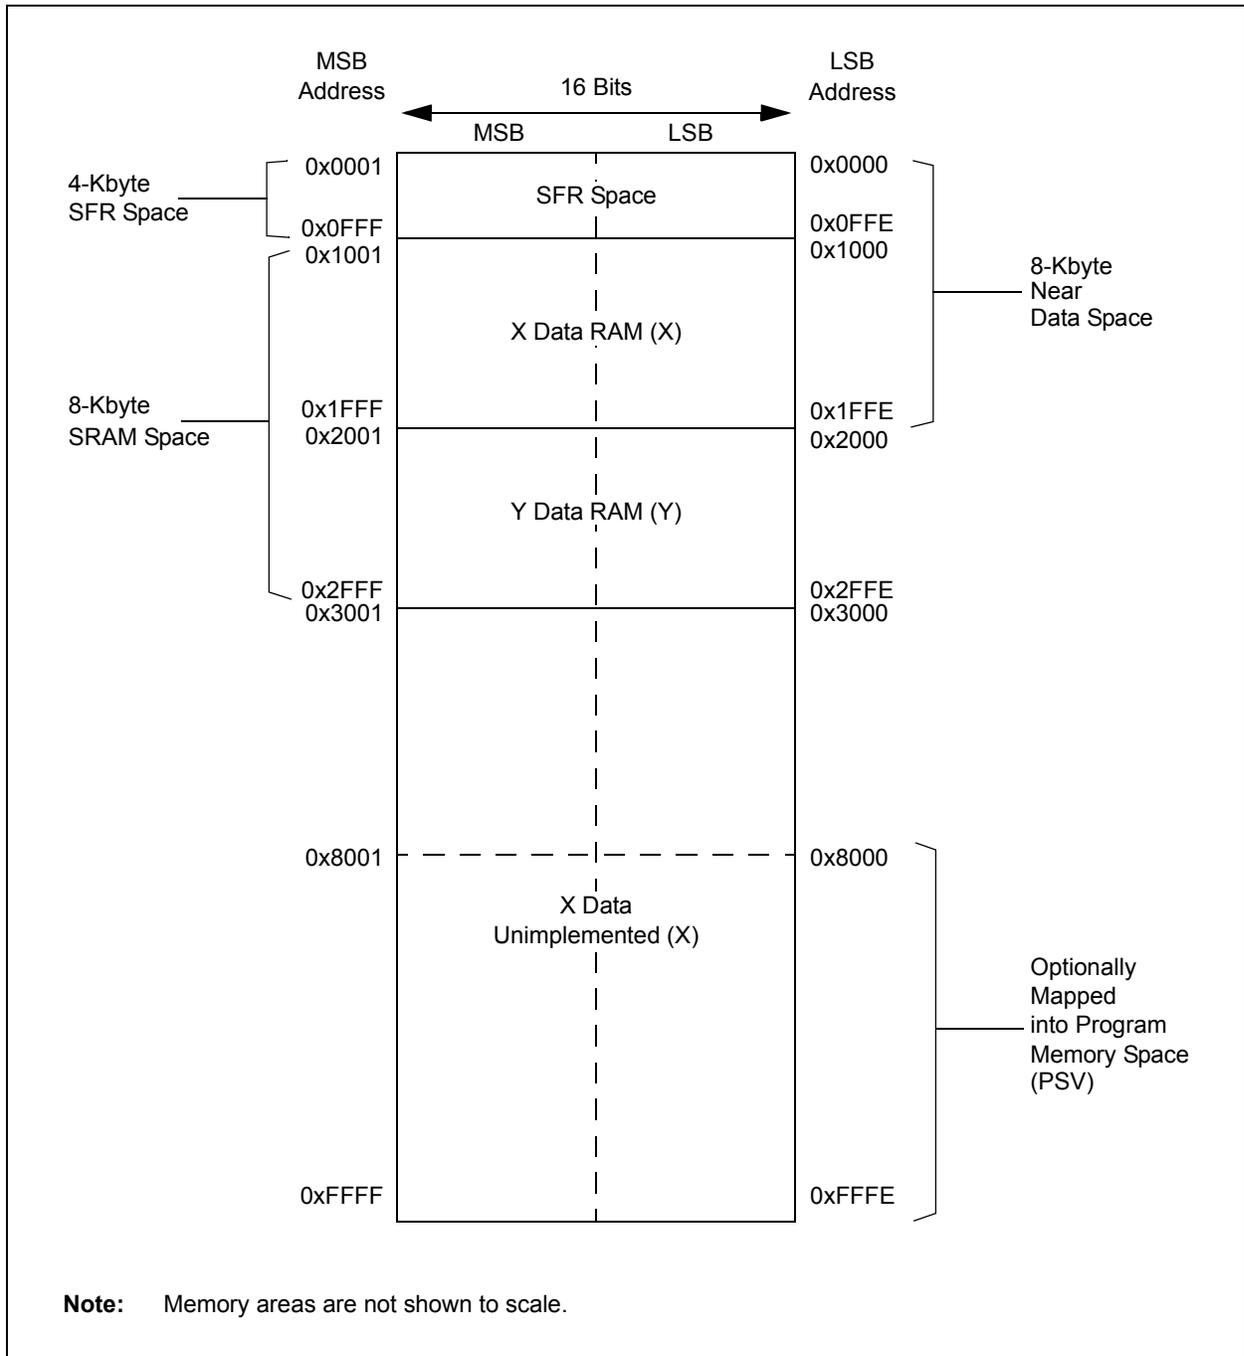 MSB
Address
LSB
Address
16 Bits
MSB
LSB
4-Kbyte
SFR Space
0x0001
0x0FFF
0x1001
SFR Space
0x0000
0x0FFE
0x1000
8-Kbyte
Near
Data Space
X Data RAM (X)
8-Kbyte
SRAM Space
0x1FFF
0x2001
0x1FFE
0x2000
Y Data RAM (Y)
0x2FFF
0x3001
0x2FFE
0x3000
0x8001
0x8000
X Data
Unimplemented (X)
Optionally
Mapped
into Program
Memory Space
(PSV)
0xFFFF
0xFFFE
Note: Memory areas are not shown to scale.